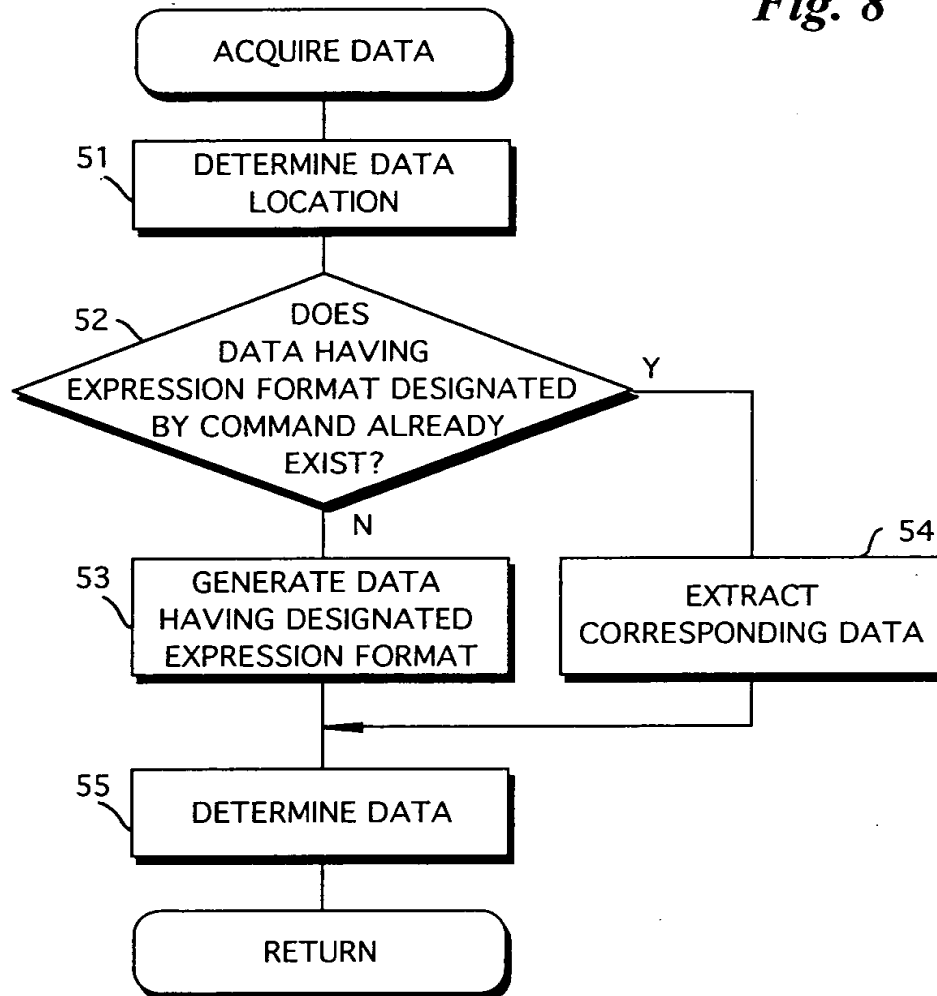 Fig. 8
ACQUIRE DATA
51
DETERMINE DATA
LOCATION
52
DOES
DATA HAVING
EXPRESSION FORMAT DESIGNATED
BY COMMAND ALREADY
EXIST?
Y
N
53
GENERATE DATA
HAVING DESIGNATED
EXPRESSION FORMAT
54
EXTRACT
CORRESPONDING DATA
55
DETERMINE DATA
RETURN